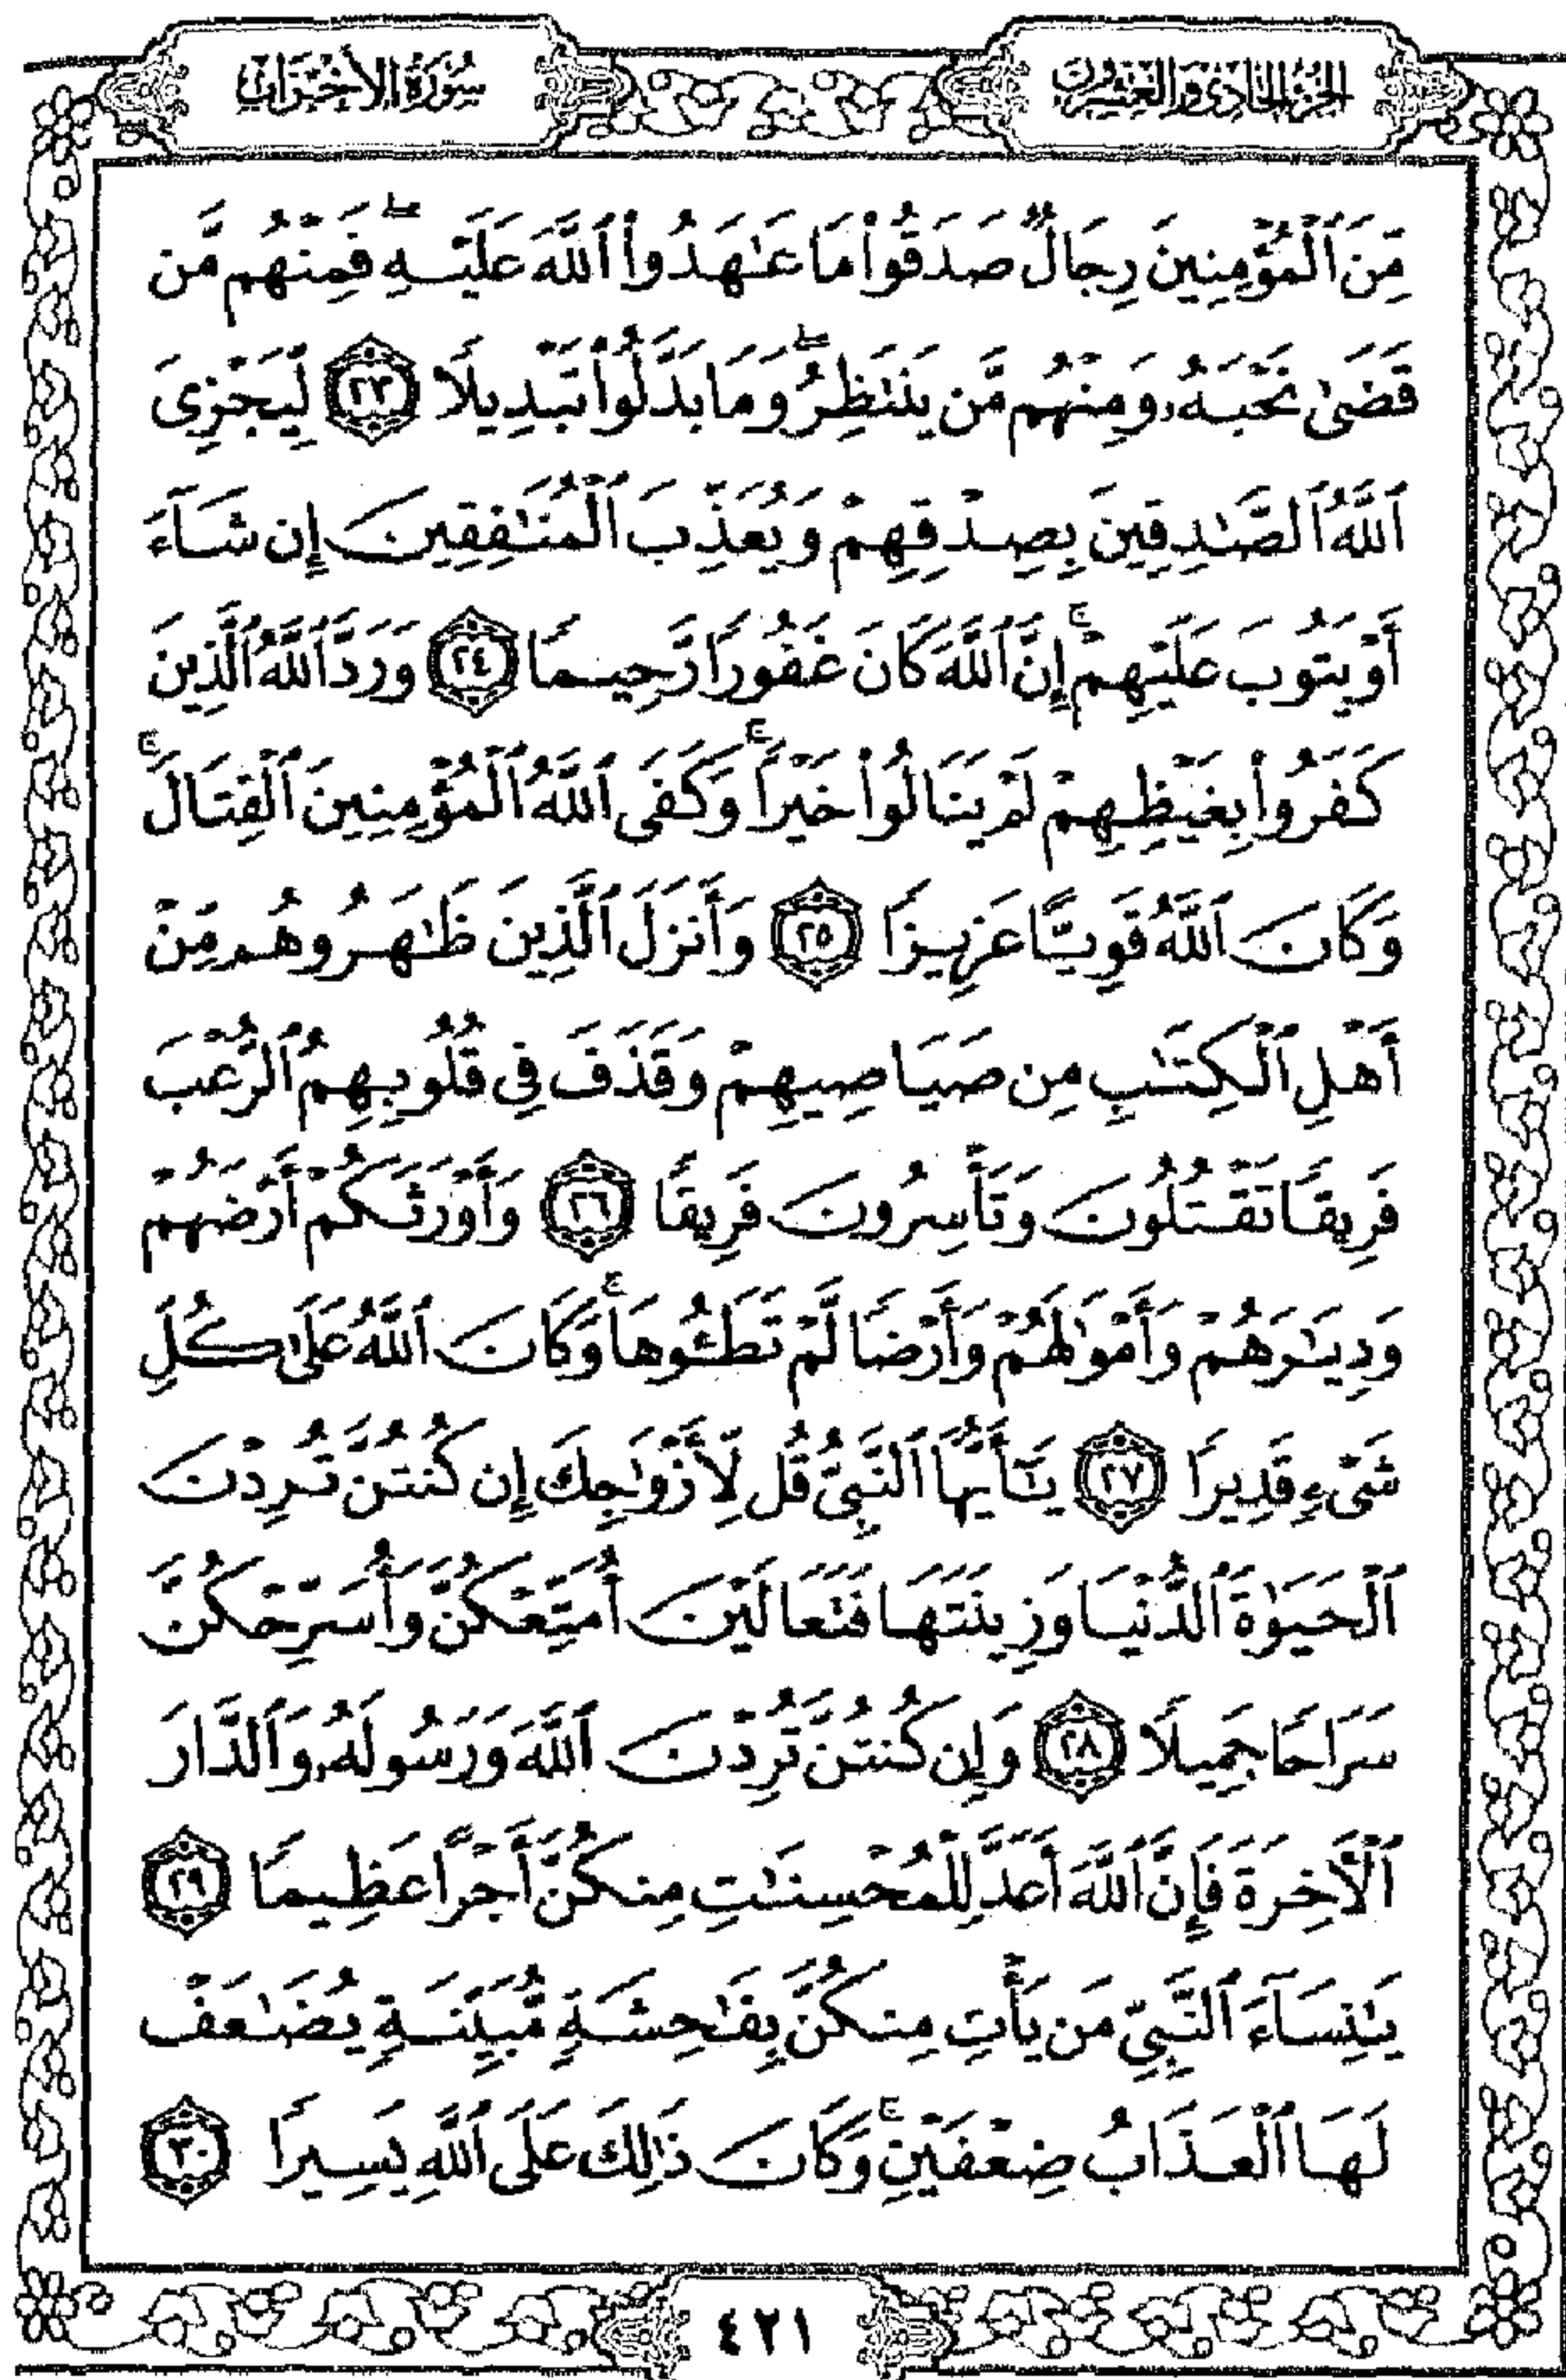 الجزء الحادي والعشرون
سورة الأحزاب
مِّنَ ٱلْمُؤْمِنِينَ رِجَالٌ صَدَقُوا۟ مَا عَٰهَدُوا۟ ٱللَّهَ عَلَيْهِ ۖ فَمِنْهُم مَّن
قَضَىٰ نَحْبَهُۥ وَمِنْهُم مَّن يَنتَظِرُ ۖ وَمَا بَدَّلُوا۟ تَبْدِيلًا ٢٣ لِّيَجْزِىَ
ٱللَّهُ ٱلصَّٰدِقِينَ بِصِدْقِهِمْ وَيُعَذِّبَ ٱلْمُنَٰفِقِينَ إِن شَآءَ
أَوْ يَتُوبَ عَلَيْهِمْ ۚ إِنَّ ٱللَّهَ كَانَ غَفُورًا رَّحِيمًا ٢٤ وَرَدَّ ٱللَّهُ ٱلَّذِينَ
كَفَرُوا۟ بِغَيْظِهِمْ لَمْ يَنَالُوا۟ خَيْرًا ۚ وَكَفَى ٱللَّهُ ٱلْمُؤْمِنِينَ ٱلْقِتَالَ ۚ
وَكَانَ ٱللَّهُ قَوِيًّا عَزِيزًا ٢٥ وَأَنزَلَ ٱلَّذِينَ ظَٰهَرُوهُم مِّنْ
أَهْلِ ٱلْكِتَٰبِ مِن صَيَاصِيهِمْ وَقَذَفَ فِى قُلُوبِهِمُ ٱلرُّعْبَ
فَرِيقًا تَقْتُلُونَ وَتَأْسِرُونَ فَرِيقًا ٢٦ وَأَوْرَثَكُمْ أَرْضَهُمْ
وَدِيَٰرَهُمْ وَأَمْوَٰلَهُمْ وَأَرْضًا لَّمْ تَطَـُٔوهَا ۚ وَكَانَ ٱللَّهُ عَلَىٰ كُلِّ
شَىْءٍ قَدِيرًا ٢٧ يَٰٓأَيُّهَا ٱلنَّبِىُّ قُل لِّأَزْوَٰجِكَ إِن كُنتُنَّ تُرِدْنَ
ٱلْحَيَوٰةَ ٱلدُّنْيَا وَزِينَتَهَا فَتَعَالَيْنَ أُمَتِّعْكُنَّ وَأُسَرِّحْكُنَّ
سَرَاحًا جَمِيلًا ٢٨ وَإِن كُنتُنَّ تُرِدْنَ ٱللَّهَ وَرَسُولَهُۥ وَٱلدَّارَ
ٱلْءَاخِرَةَ فَإِنَّ ٱللَّهَ أَعَدَّ لِلْمُحْسِنَٰتِ مِنكُنَّ أَجْرًا عَظِيمًا ٢٩
يَٰنِسَآءَ ٱلنَّبِىِّ مَن يَأْتِ مِنكُنَّ بِفَٰحِشَةٍ مُّبَيِّنَةٍ يُضَٰعَفْ
لَهَا ٱلْعَذَابُ ضِعْفَيْنِ ۚ وَكَانَ ذَٰلِكَ عَلَى ٱللَّهِ يَسِيرًا ٣٠
٤٢١